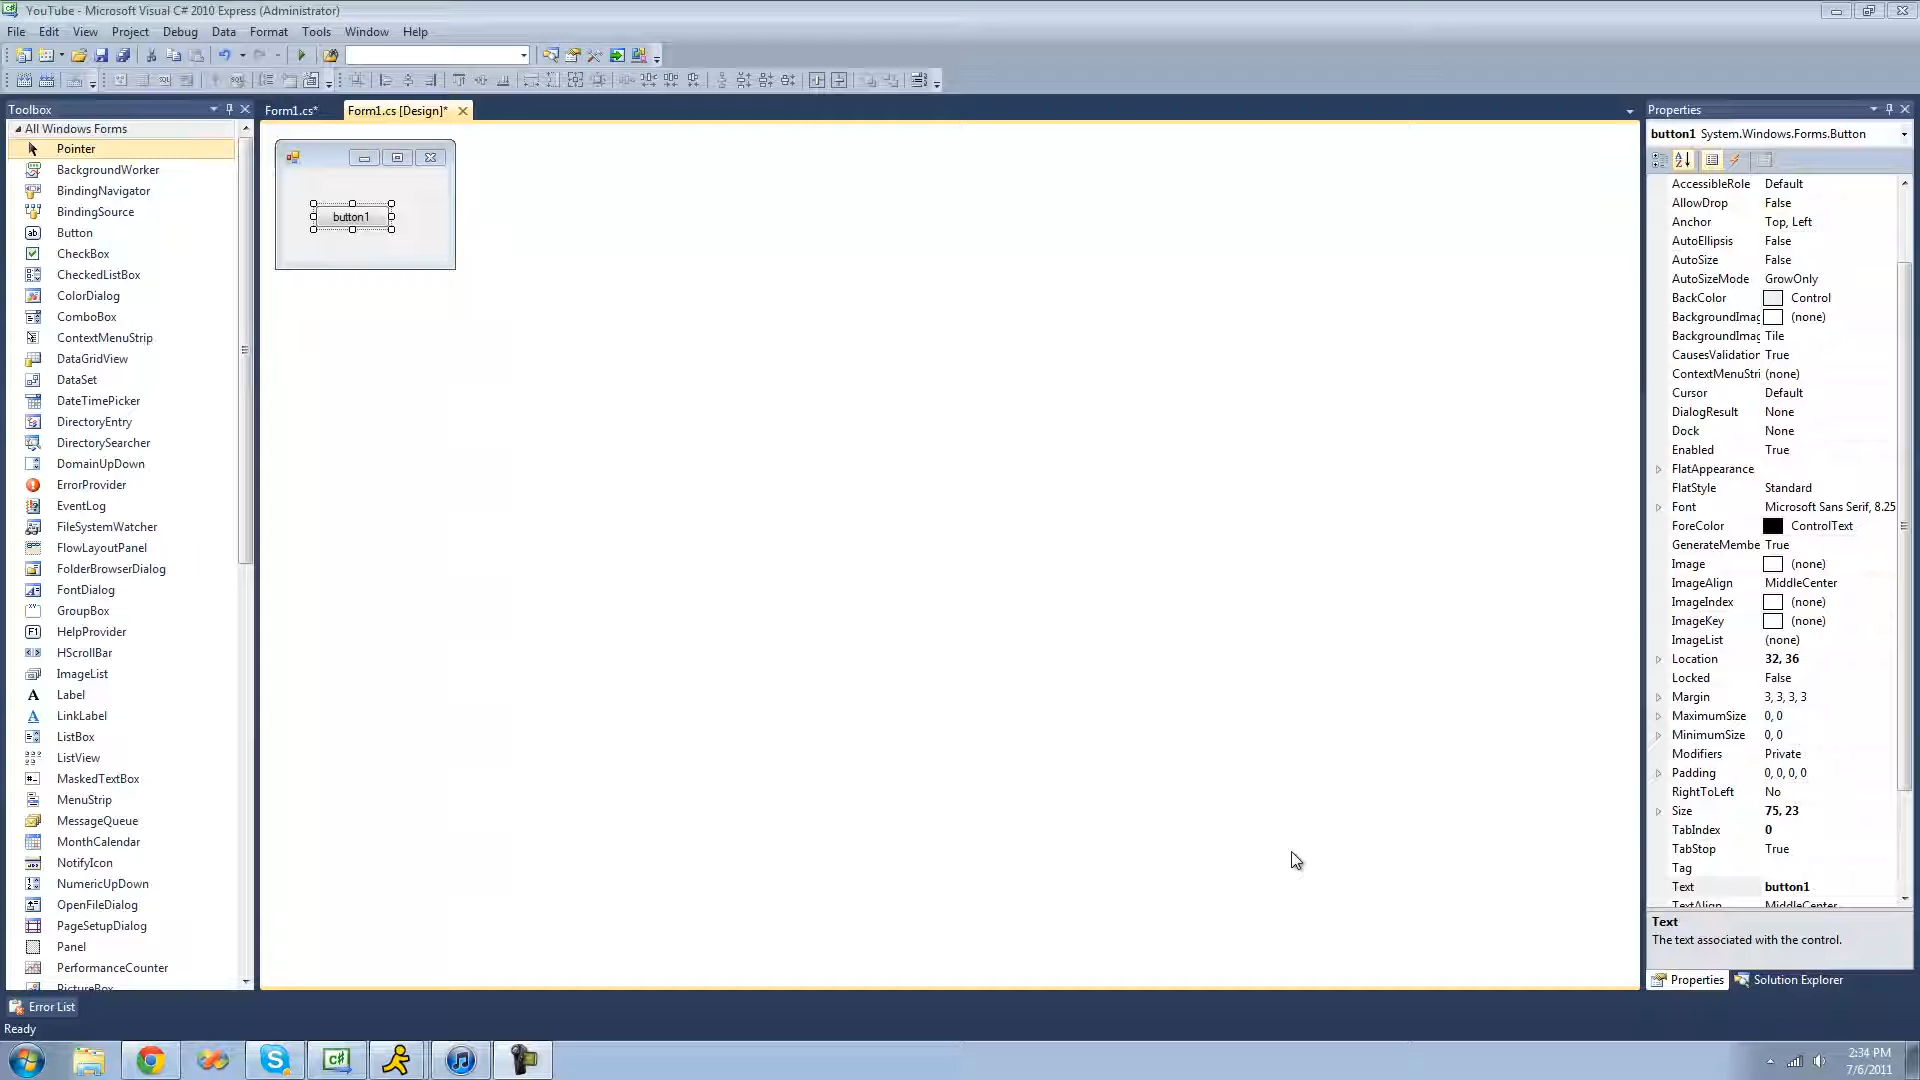 YouTube - Microsoft Visual C# 2010 Express (Administrator)
File Edit View Project Debug Data Format Tools Window Help
Toolbox
Form1.cs*
Form1.cs [Design]*
Properties
All Windows Forms
Pointer
BackgroundWorker
BindingNavigator
BindingSource
Button
CheckBox
CheckedListBox
ColorDialog
ComboBox
ContextMenuStrip
DataGridView
DataSet
DateTimePicker
DirectoryEntry
DirectorySearcher
DomainUpDown
ErrorProvider
EventLog
FileSystemWatcher
FlowLayoutPanel
FolderBrowserDialog
FontDialog
GroupBox
HelpProvider
HScrollBar
ImageList
Label
LinkLabel
ListBox
ListView
MaskedTextBox
MenuStrip
MessageQueue
MonthCalendar
NotifyIcon
NumericUpDown
OpenFileDialog
PageSetupDialog
Panel
PerformanceCounter
PictureBox
button1
button1 System.Windows.Forms.Button
AccessibleRole Default
AllowDrop False
Anchor Top, Left
AutoEllipsis False
AutoSize False
AutoSizeMode GrowOnly
BackColor Control
BackgroundImag (none)
BackgroundImag Tile
CausesValidation True
ContextMenuStri (none)
Cursor Default
DialogResult None
Dock None
Enabled True
FlatAppearance
FlatStyle Standard
Font Microsoft Sans Serif, 8.25
ForeColor ControlText
GenerateMembe True
Image (none)
ImageAlign MiddleCenter
ImageIndex (none)
ImageKey (none)
ImageList (none)
Location 32, 36
Locked False
Margin 3, 3, 3, 3
MaximumSize 0, 0
MinimumSize 0, 0
Modifiers Private
Padding 0, 0, 0, 0
RightToLeft No
Size 75, 23
TabIndex 0
TabStop True
Tag
Text button1
TextAlign MiddleCenter
Text
The text associated with the control.
Properties
Solution Explorer
Error List
Ready
2:34 PM
7/6/2011